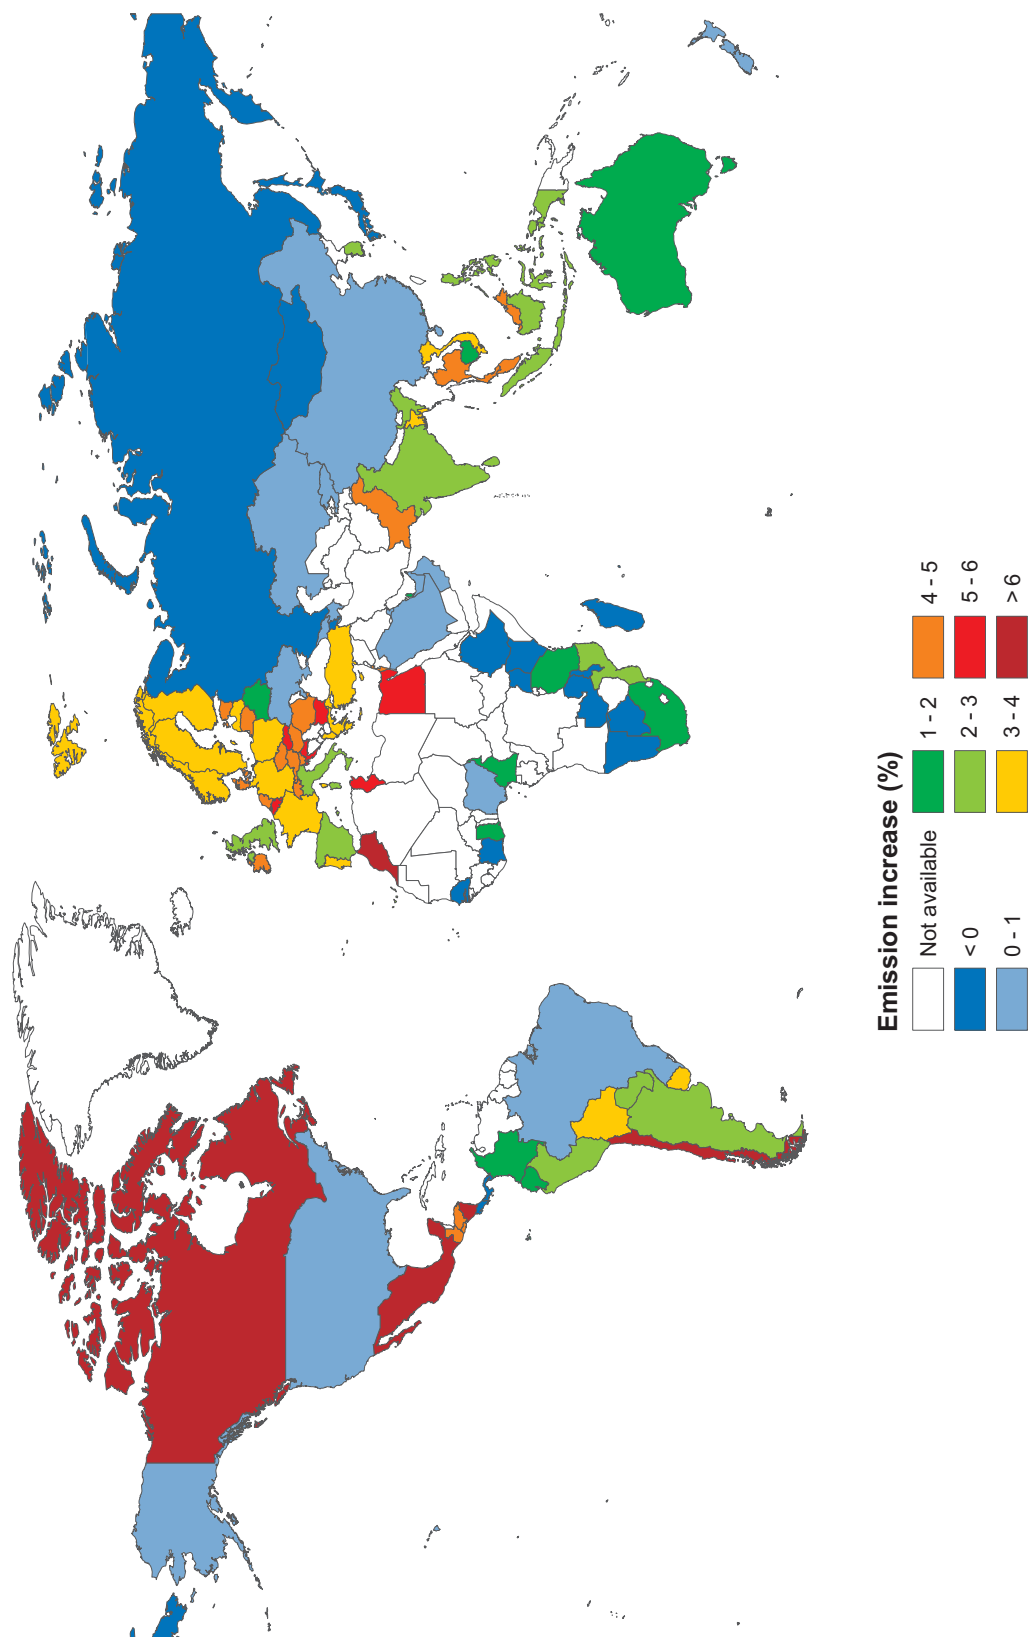 Emission increase (%)
Not available
< 0
0 - 1
1 - 2
2 - 3
3 - 4
4 - 5
5 - 6
> 6